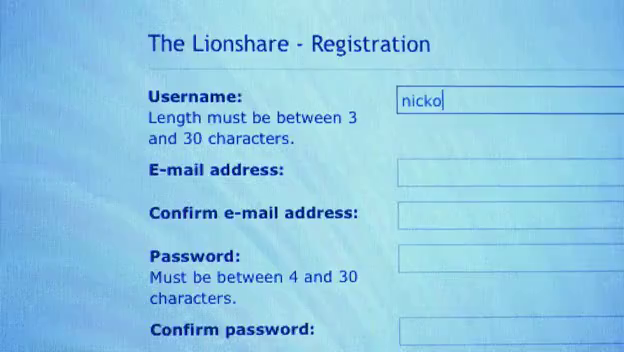 The Lionshare - Registration
Username:
nicko
Length must be between 3
and 30 characters.
E-mail address:
Confirm e-mail address:
Password:
Must be between 4 and 30
characters.
Confirm password: